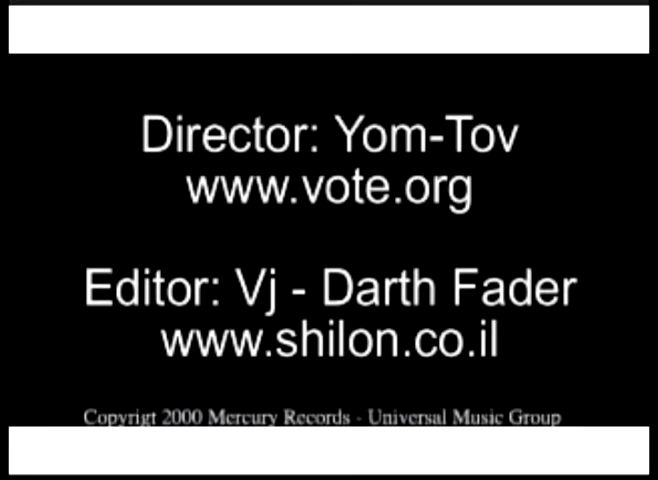 Director: Yom-Tov
www.vote.org
Editor: Vj - Darth Fader
www.shilon.co.il
Copyrigt 2000 Mercury Records - Universal Music Group